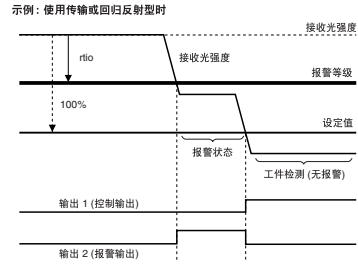 示例：使用传输或回归反射型时
接收光强度
rtio
接收光强度
报警等级
100%
设定值
报警状态
工件检测 (无报警)
输出 1 (控制输出)
输出 2 (报警输出)